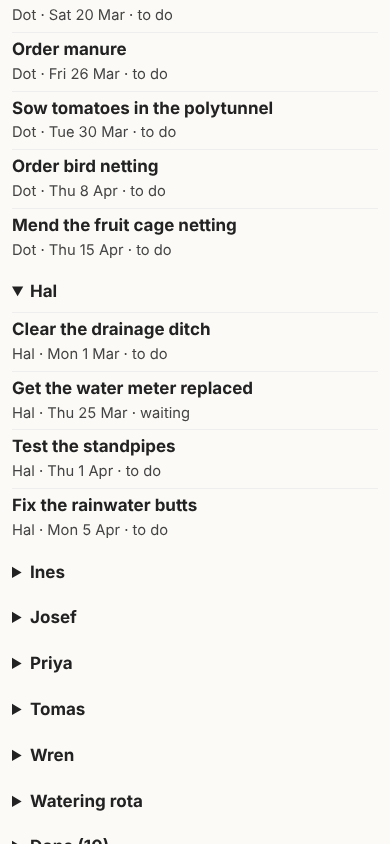 Dot · Sat 20 Mar · to do
Order manure
Dot · Fri 26 Mar · to do
Sow tomatoes in the polytunnel
Dot · Tue 30 Mar · to do
Order bird netting
Dot · Thu 8 Apr · to do
Mend the fruit cage netting
Dot · Thu 15 Apr · to do
Hal
Clear the drainage ditch
Hal · Mon 1 Mar · to do
Get the water meter replaced
Hal · Thu 25 Mar · waiting
Test the standpipes
Hal · Thu 1 Apr · to do
Fix the rainwater butts
Hal · Mon 5 Apr · to do
Ines
Josef
Priya
Tomas
Wren
Watering rota